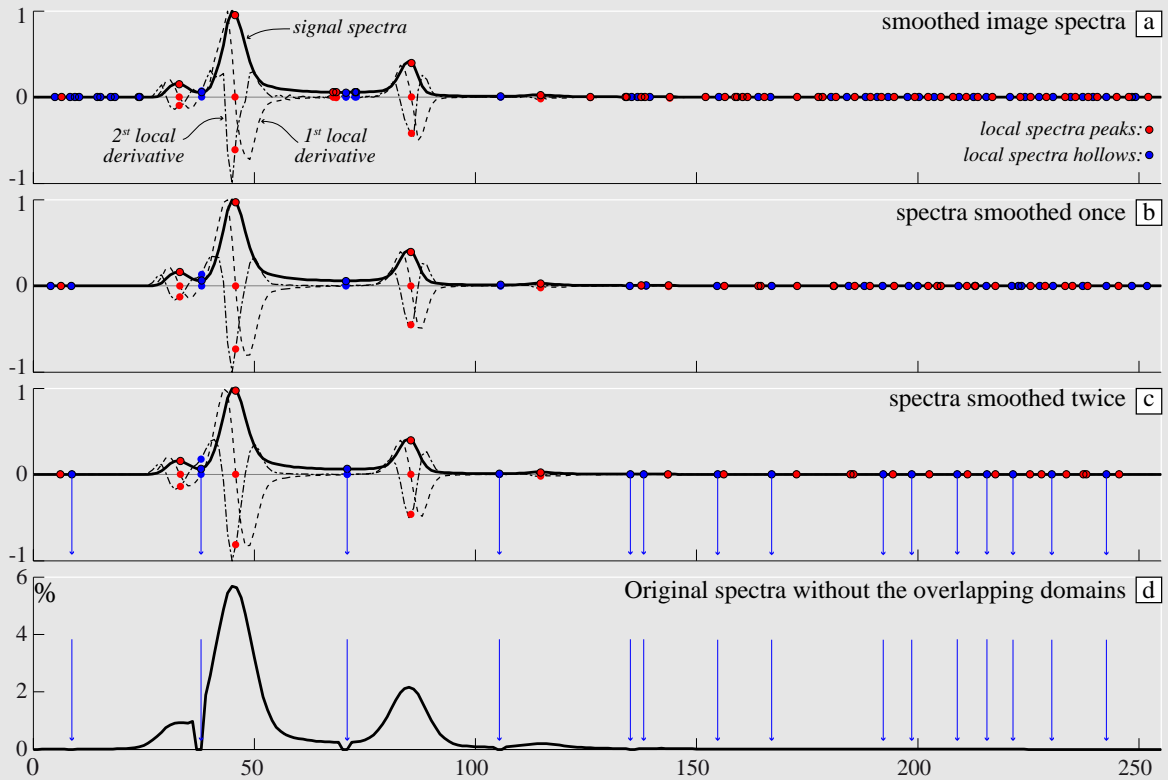 1
smoothed image spectra a
signal spectra
0
2st local
derivative
1st local
derivative
local spectra peaks:
local spectra hollows:
-1
1
spectra smoothed once b
0
-1
1
spectra smoothed twice c
0
-1
6
%
Original spectra without the overlapping domains d
4
2
0
0 50 100 150 200 250